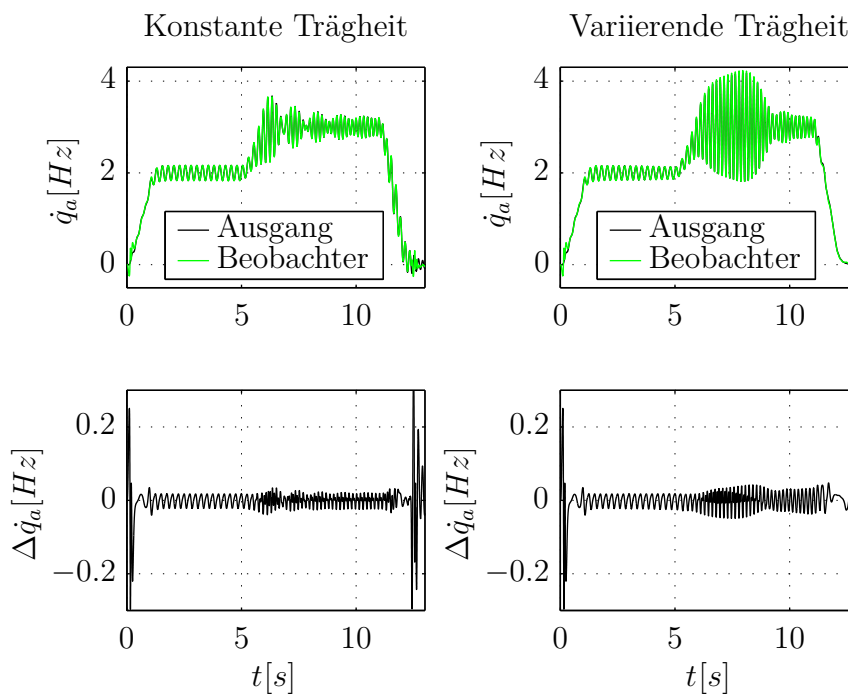 Konstante Trägheit
Variierende Trägheit
q̇ₐ[Hz]
4
2
0
Ausgang
Beobachter
0
5
10
q̇ₐ[Hz]
4
2
0
Ausgang
Beobachter
0
5
10
Δq̇ₐ[Hz]
0.2
0
−0.2
0
5
10
t[s]
Δq̇ₐ[Hz]
0.2
0
−0.2
0
5
10
t[s]